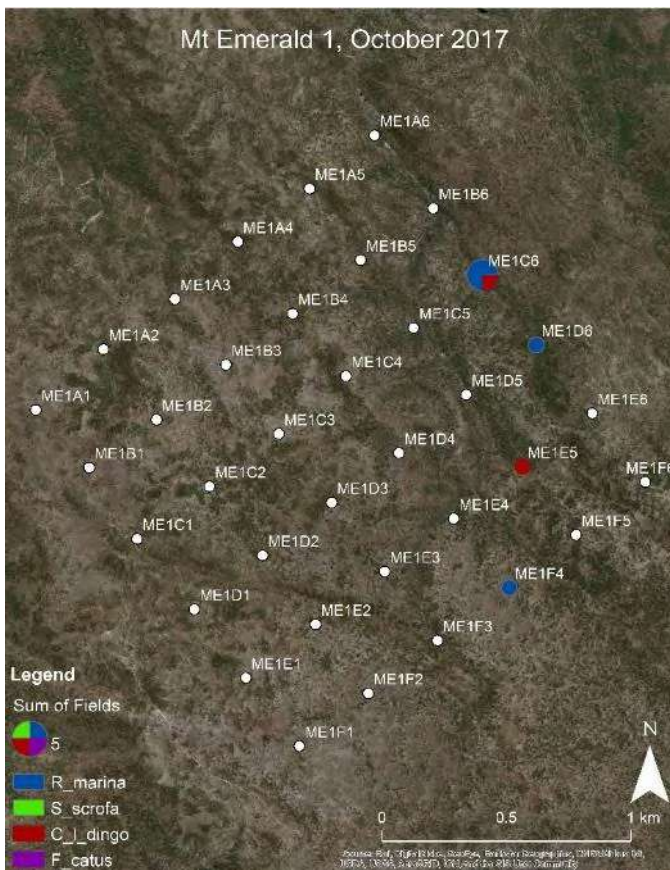 Mt Emerald 1, October 2017
ME1A6
ME1A5
ME1B6
ME1A4
ME1B5
ME1C6
ME1A3
ME1B4
ME1C5
ME1D6
ME1A2
ME1B3
ME1C4
ME1D5
ME1A1
ME1B2
ME1E6
ME1C3
ME1B1
ME1D4
ME1E5
ME1C2
ME1F6
ME1D3
ME1E4
ME1C1
ME1F5
ME1D2
ME1E3
ME1F4
ME1D1
ME1E2
ME1F3
ME1E1
ME1F2
ME1F1
Legend
Sum of Fields
5
R_marina
S_scrofa
C_l_dingo
F_catus
N
0 0.5 1 km